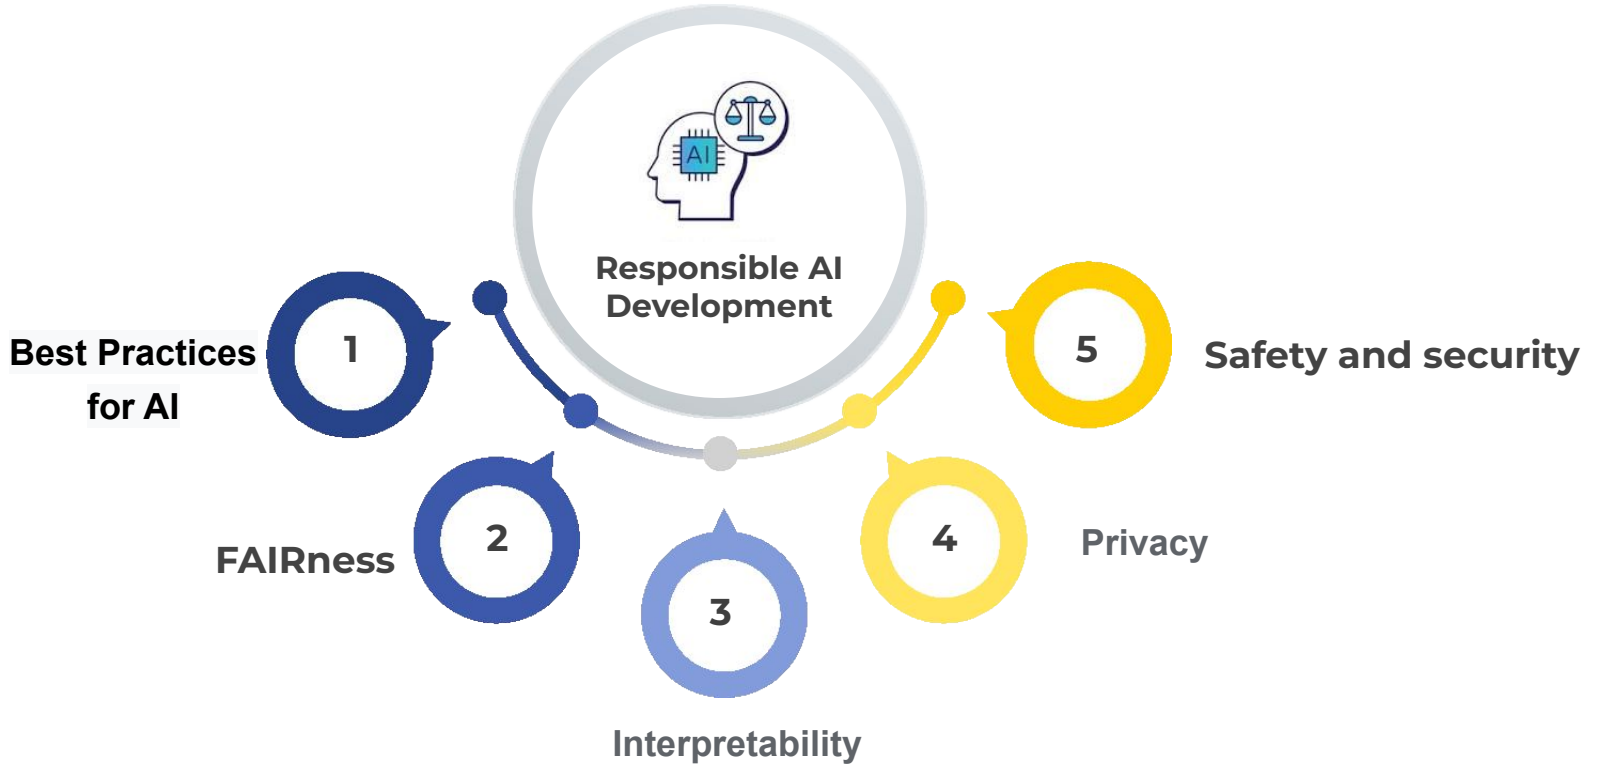 AI
Responsible AI
Development
1
Best Practices
for AI
2
FAIRness
3
Interpretability
4
Privacy
5
Safety and security